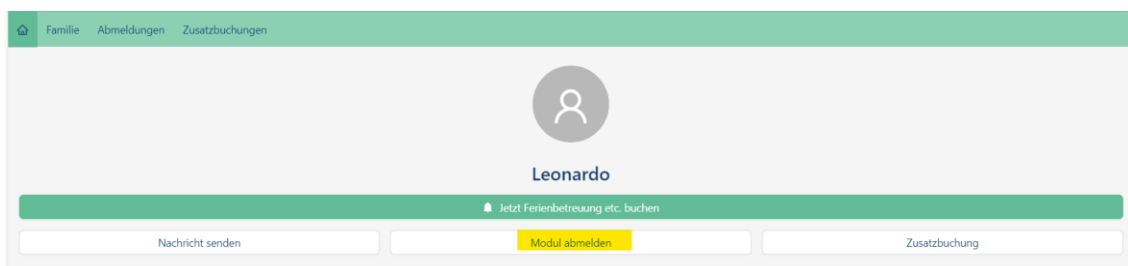 Familie Abmeldungen Zusatzbuchungen
Leonardo
Jetzt Ferienbetreuung etc. buchen
Nachricht senden Modul abmelden Zusatzbuchung